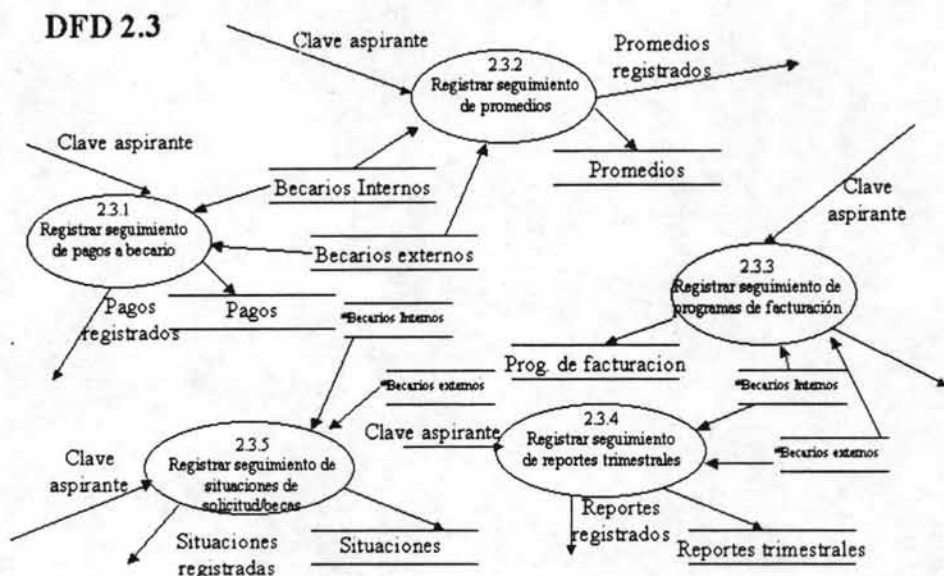 DFD 2.3
Clave aspirante
2.3.2
Registrar seguimiento
de promedios
Promedios
registrados
Promedios
Clave aspirante
Becarios Internos
2.3.1
Registrar seguimiento
de pagos a becario
Becarios externos
Pagos
registrados
Pagos
Clave
aspirante
2.3.3
Registrar seguimiento de
programas de facturación
Prog. de facturacion
*Becarios Internos
*Becarios externos
*Becarios Internos
*Becarios externos
Clave aspirante
2.3.4
Registrar seguimiento
de reportes trimestrales
Reportes
registrados
Reportes trimestrales
Clave
aspirante
2.3.5
Registrar seguimiento de
situaciones de
solicitud/becas
Situaciones
registradas
Situaciones